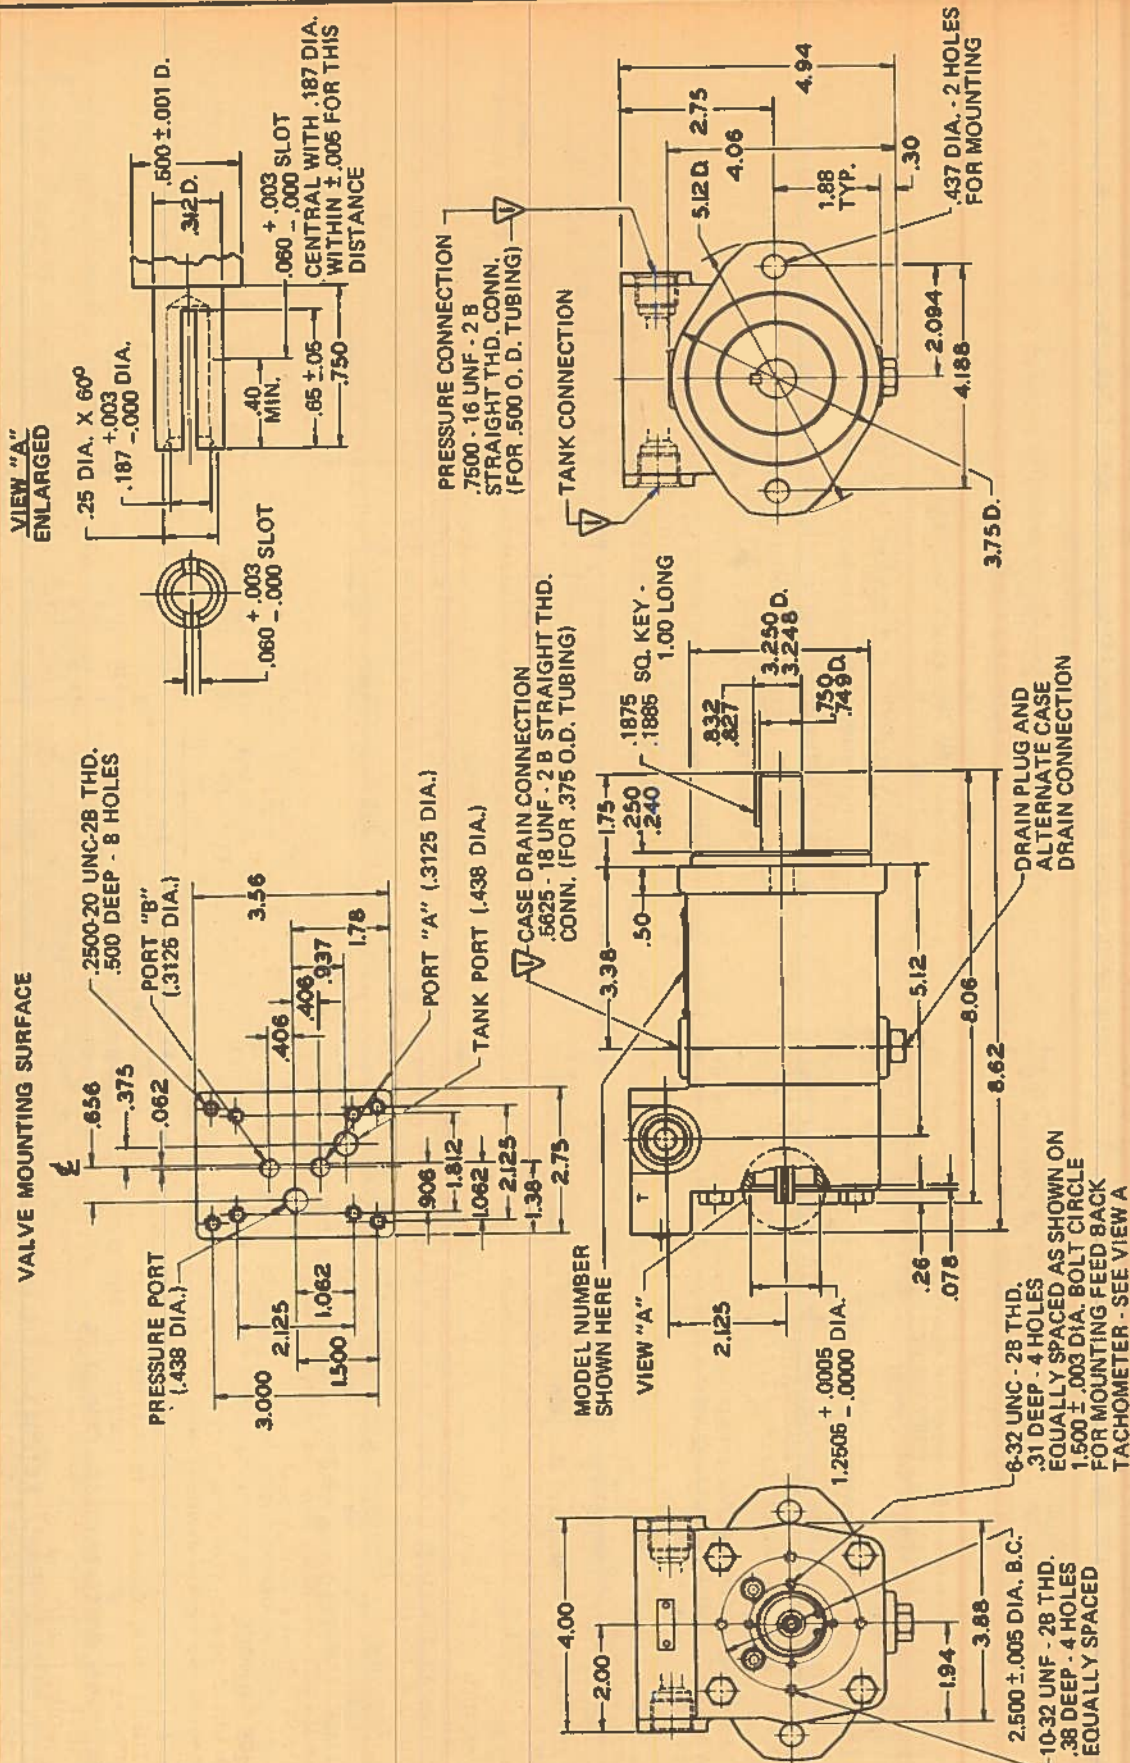 VALVE MOUNTING SURFACE
℄
.656
.375
.062
.2500-20 UNC-2B THD.
.500 DEEP - 8 HOLES
PORT "B"
(.3125 DIA.)
3.56
1.78
.937
.406
.406
PORT "A" (.3125 DIA.)
TANK PORT (.438 DIA.)
PRESSURE PORT
(.438 DIA.)
3.000
2.125
1.062
1.500
.906
1.812
1.062
2.125
1.38
2.75
VIEW "A"
ENLARGED
.25 DIA. X 60°
.187 +.003 -.000 DIA.
.060 +.003 -.000 SLOT
.500 ±.001 D.
.312 D.
.060 +.003 -.000 SLOT
CENTRAL WITH .187 DIA.
WITHIN ±.005 FOR THIS
DISTANCE
.40
MIN.
.65 ±.05
.750
PRESSURE CONNECTION
.7500 - 16 UNF - 2 B
STRAIGHT THD. CONN.
(FOR .500 O. D. TUBING)
1
TANK CONNECTION
1
4.94
2.75
4.06
5.12 D.
1.88
TYP.
.30
.437 DIA. - 2 HOLES
FOR MOUNTING
2.094
4.188
3.75 D.
1
CASE DRAIN CONNECTION
.5625 - 18 UNF - 2 B STRAIGHT THD.
CONN. (FOR .375 O.D. TUBING)
.1875
.1885
SQ. KEY -
1.00 LONG
3.38
1.75
.250
.240
.50
.832
.827
3.250
3.248 D.
.750
.749 D.
MODEL NUMBER
SHOWN HERE
VIEW "A"
T
2.125
1.2505 +.0005 -.0000 DIA.
5.12
8.06
8.62
.26
.078
DRAIN PLUG AND
ALTERNATE CASE
DRAIN CONNECTION
4.00
2.00
1.94
3.88
6-32 UNC - 2B THD.
.31 DEEP - 4 HOLES
EQUALLY SPACED AS SHOWN ON
1.500 ±.003 DIA. BOLT CIRCLE
FOR MOUNTING FEED BACK
TACHOMETER - SEE VIEW A
2.500 ±.005 DIA. B.C.
10-32 UNF - 2B THD.
.38 DEEP - 4 HOLES
EQUALLY SPACED